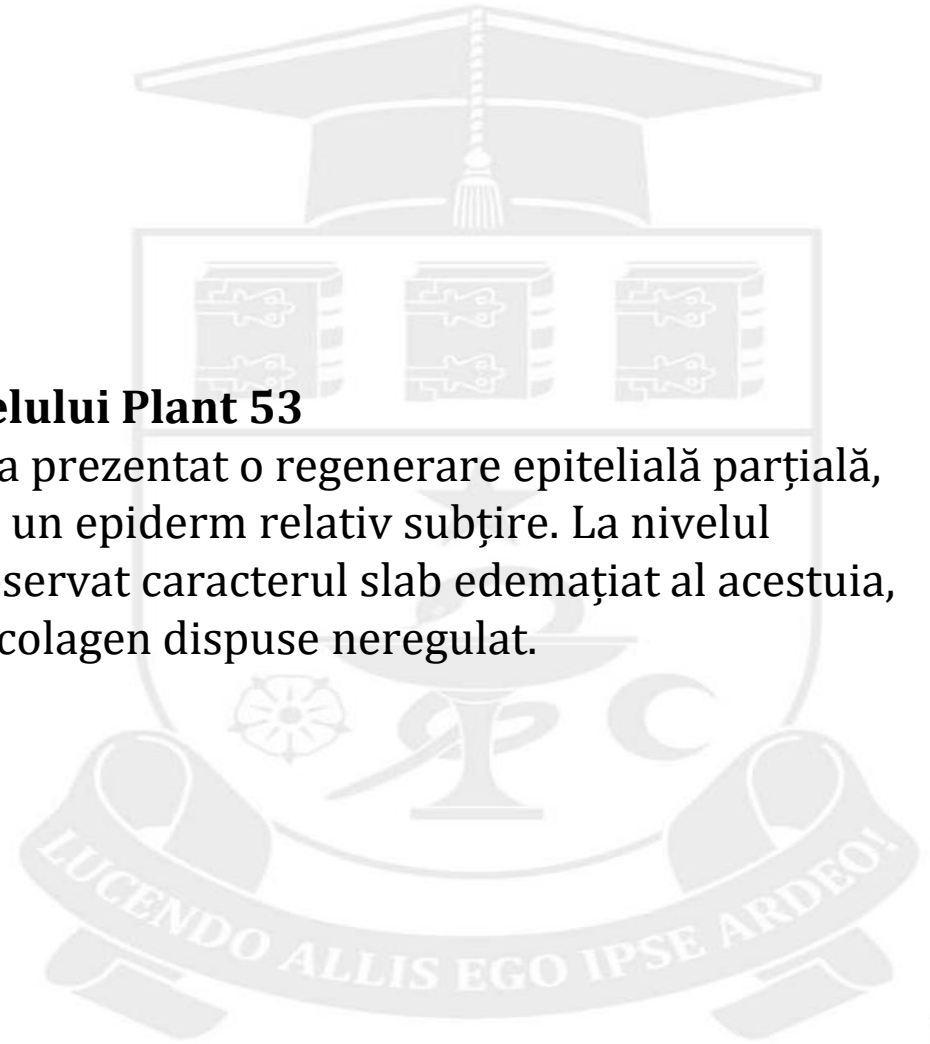 elului Plant 53
a prezentat o regenerare epitelială parțială,
un epiderm relativ subțire. La nivelul
servat caracterul slab edemațiat al acestuia,
colagen dispuse neregulat.
LUCENDO ALLIS EGO IPSE ARDEO!